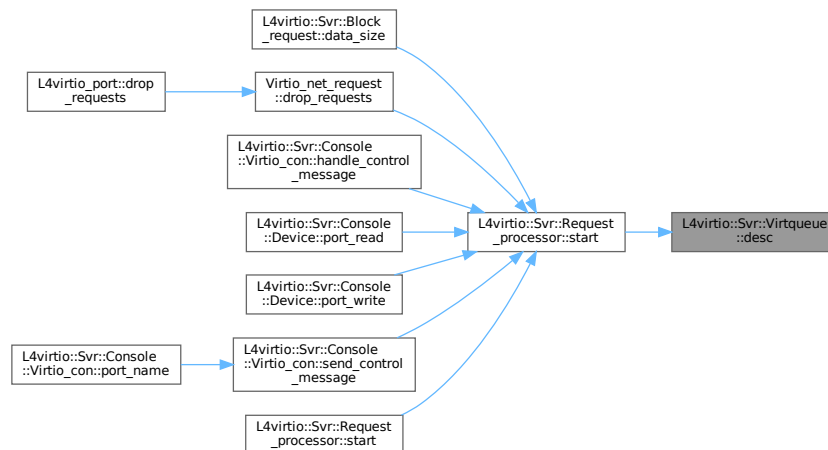 L4virtio::Svr::Block
_request::data_size
L4virtio_port::drop
_requests
Virtio_net_request
::drop_requests
L4virtio::Svr::Console
::Virtio_con::handle_control
_message
L4virtio::Svr::Console
::Device::port_read
L4virtio::Svr::Request
_processor::start
L4virtio::Svr::Virtqueue
::desc
L4virtio::Svr::Console
::Device::port_write
L4virtio::Svr::Console
::Virtio_con::port_name
L4virtio::Svr::Console
::Virtio_con::send_control
_message
L4virtio::Svr::Request
_processor::start